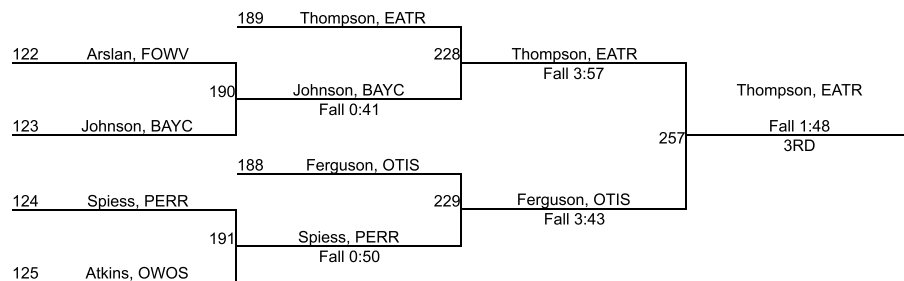 189 Thompson, EATR
122 Arslan, FOWV
228 Thompson, EATR
Fall 3:57
190 Johnson, BAYC
Fall 0:41
Thompson, EATR
123 Johnson, BAYC
257 Fall 1:48
3RD
188 Ferguson, OTIS
124 Spiess, PERR
229 Ferguson, OTIS
Fall 3:43
191 Spiess, PERR
Fall 0:50
125 Atkins, OWOS